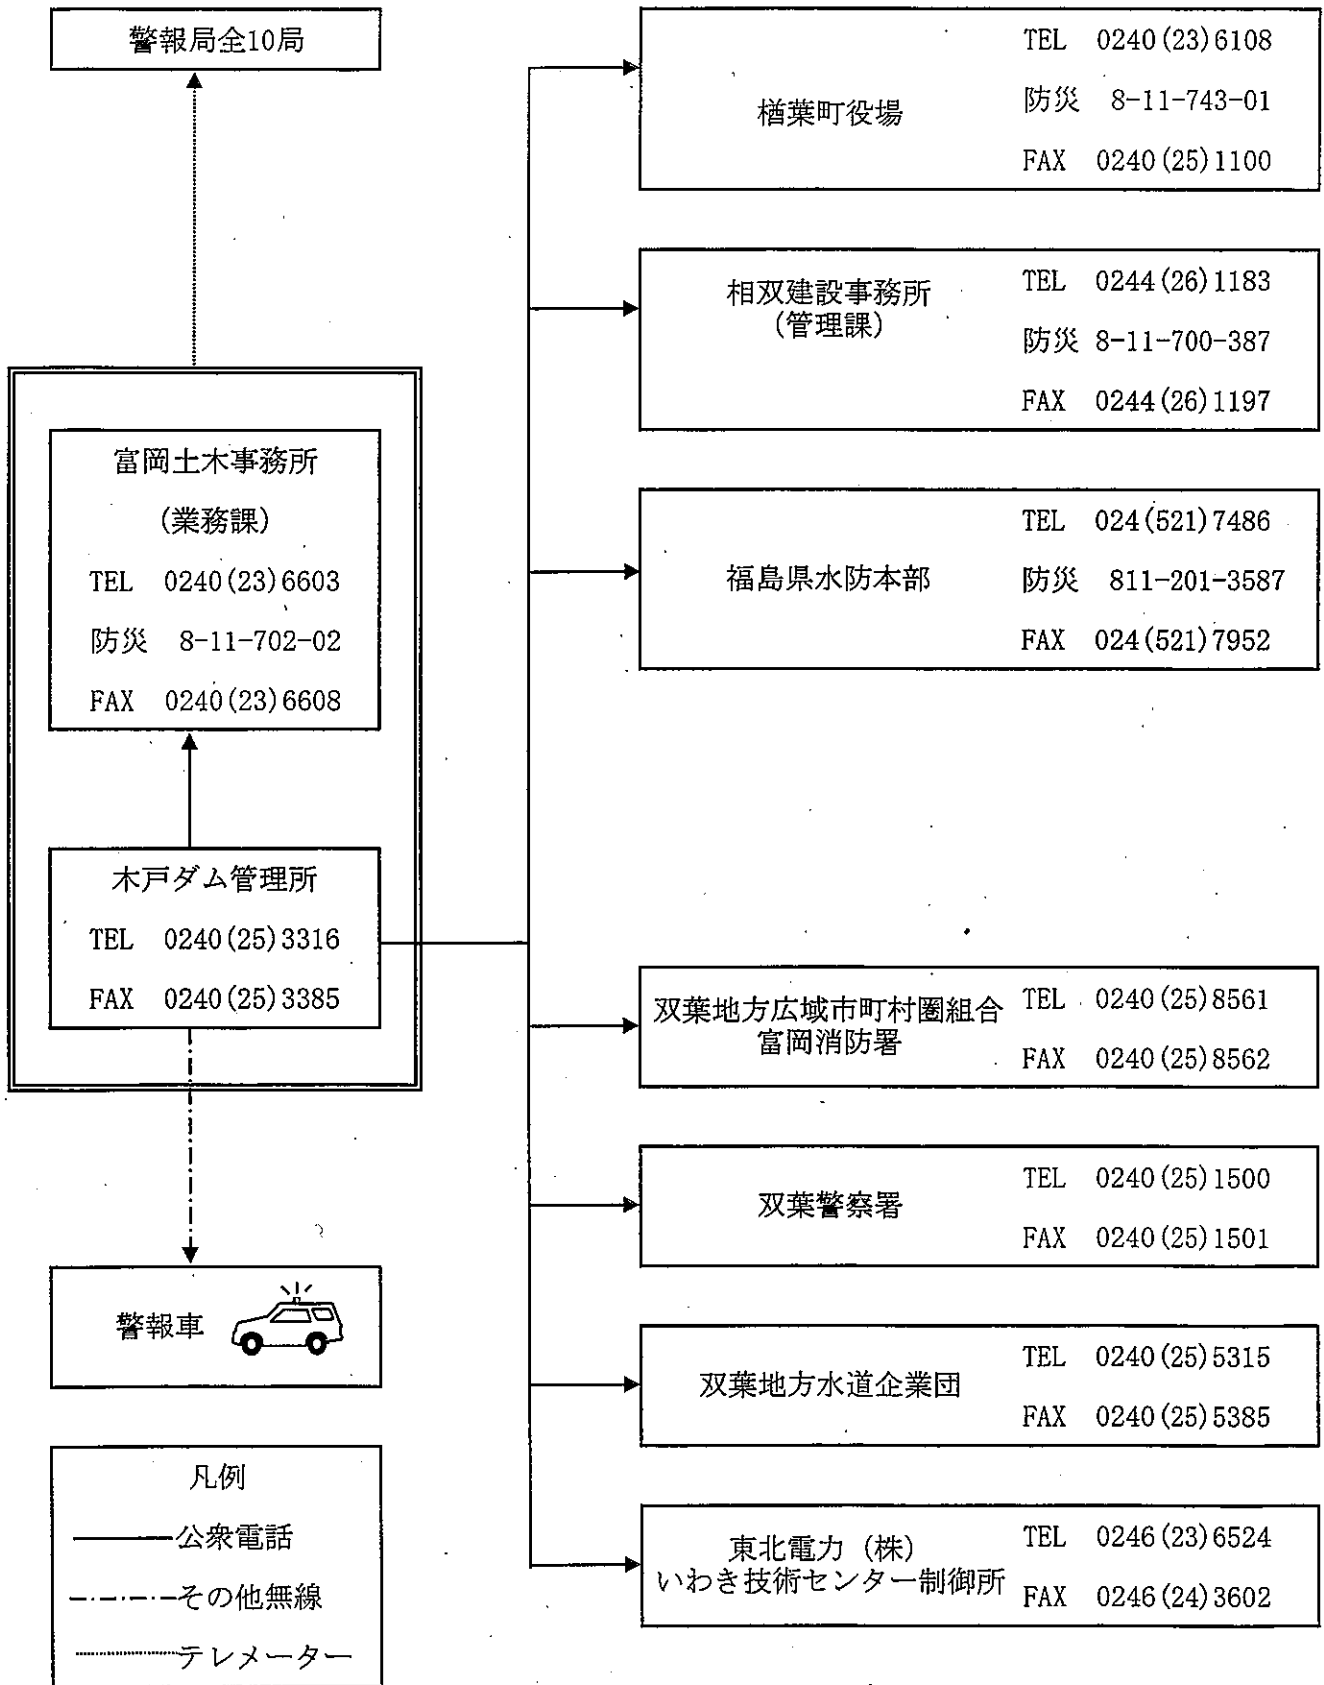 警報局全10局
富岡土木事務所
(業務課)
TEL 0240(23)6603
防災 8-11-702-02
FAX 0240(23)6608
木戸ダム管理所
TEL 0240(25)3316
FAX 0240(25)3385
警報車
凡例
公衆電話
その他無線
テレメーター
楢葉町役場
TEL 0240(23)6108
防災 8-11-743-01
FAX 0240(25)1100
相双建設事務所
(管理課)
TEL 0244(26)1183
防災 8-11-700-387
FAX 0244(26)1197
福島県水防本部
TEL 024(521)7486
防災 811-201-3587
FAX 024(521)7952
双葉地方広域市町村圏組合
富岡消防署
TEL 0240(25)8561
FAX 0240(25)8562
双葉警察署
TEL 0240(25)1500
FAX 0240(25)1501
双葉地方水道企業団
TEL 0240(25)5315
FAX 0240(25)5385
東北電力(株)
いわき技術センター制御所
TEL 0246(23)6524
FAX 0246(24)3602